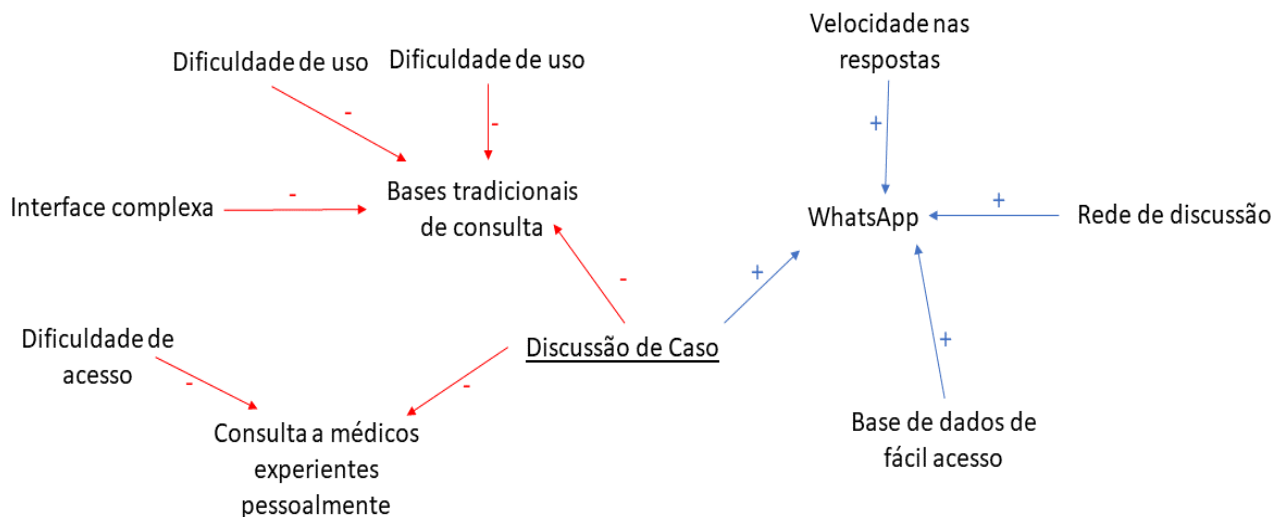 Dificuldade de uso
Dificuldade de uso
Velocidade nas
respostas
-
-
+
Interface complexa
-
Bases tradicionais
de consulta
WhatsApp
+
Rede de discussão
-
+
Dificuldade de
acesso
-
Discussão de Caso
-
+
Consulta a médicos
experientes
pessoalmente
Base de dados de
fácil acesso